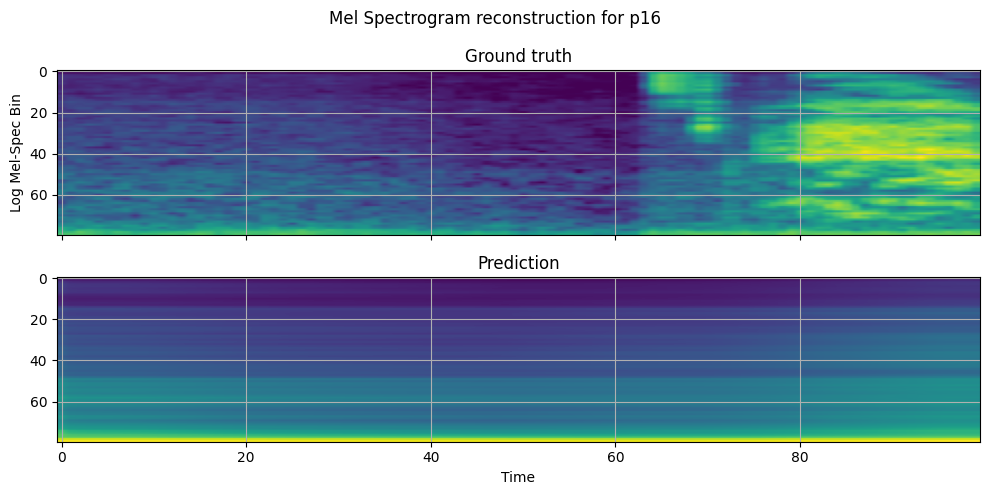 Mel Spectrogram reconstruction for p16
Ground truth
Log Mel-Spec Bin
0
20
40
60
Prediction
0
20
40
60
0 20 40 60 80
Time